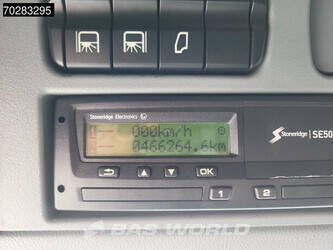 70283295
Stoneridge Electronics
000km/h
0466264.6km
Stoneridge | SE50
OK
1
2
BAS WORLD